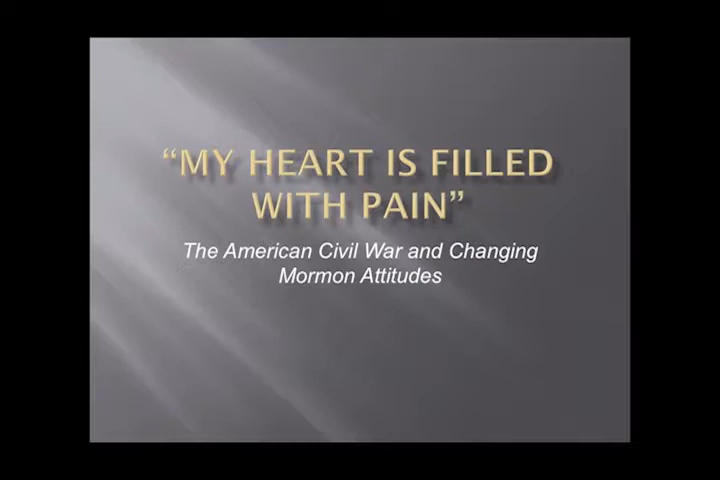 “MY HEART IS FILLED
WITH PAIN”
The American Civil War and Changing
Mormon Attitudes